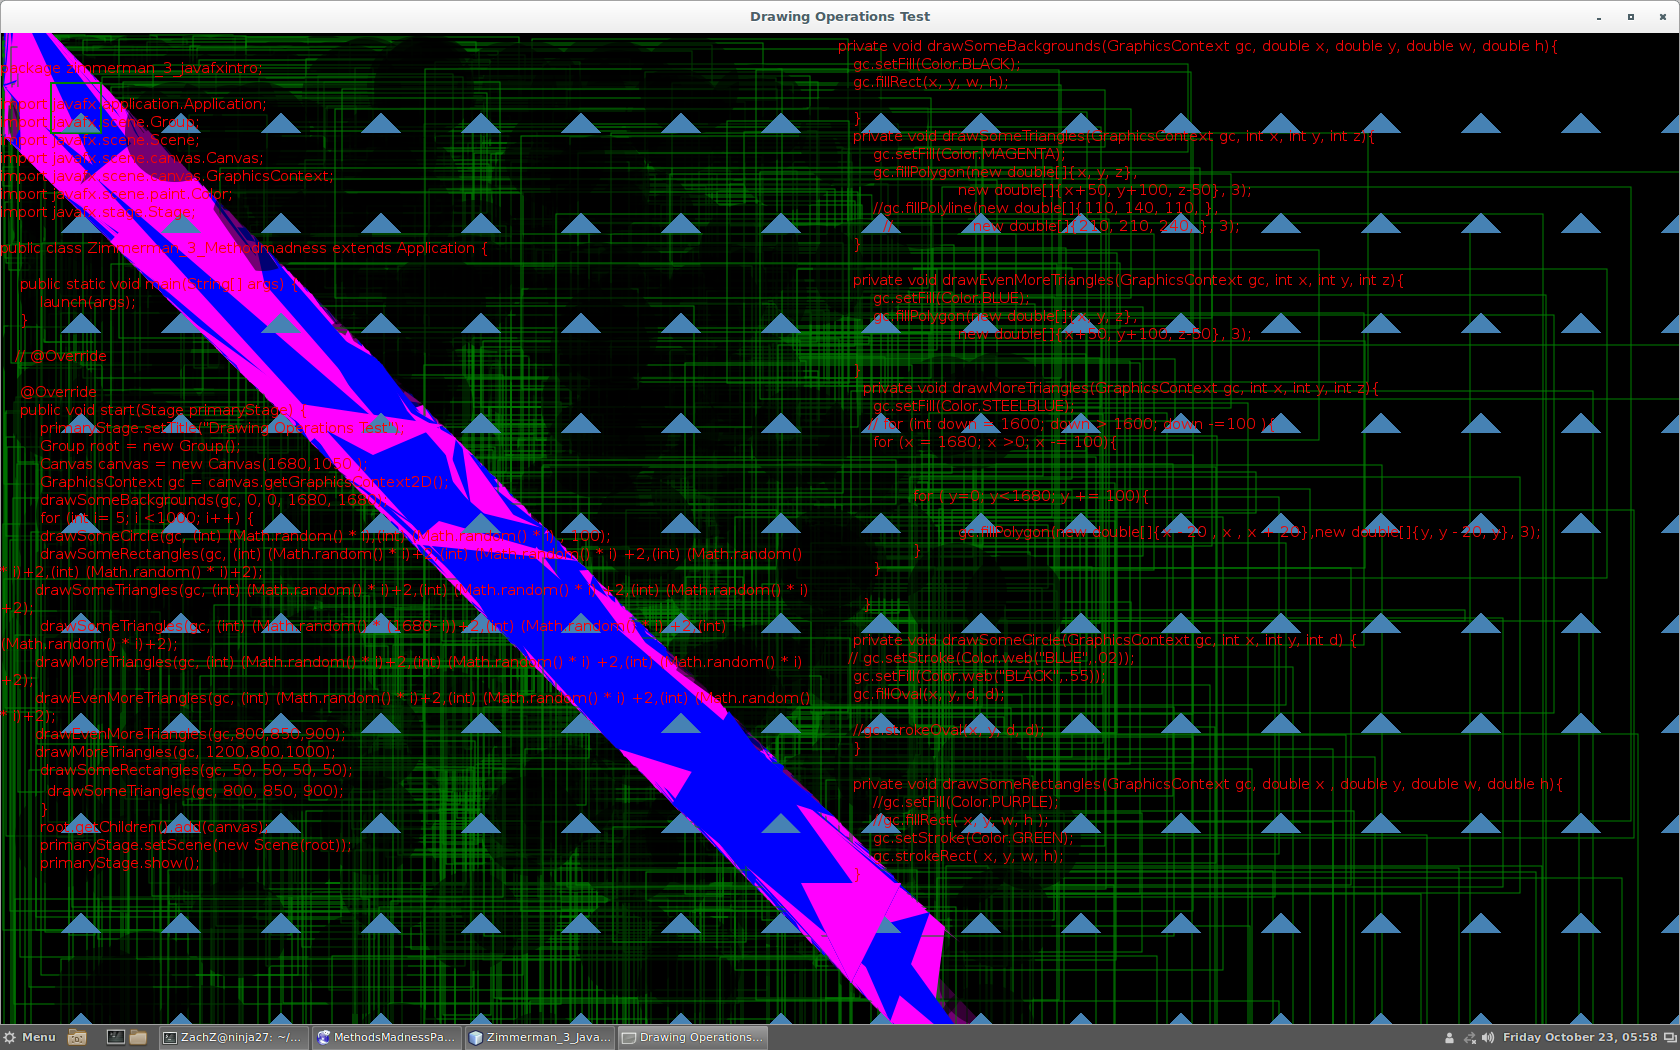 Drawing Operations Test
package zimmerman_3_javafxintro;
import javafx.application.Application;
import javafx.scene.Group;
import javafx.scene.Scene;
import javafx.scene.canvas.Canvas;
import javafx.scene.canvas.GraphicsContext;
import javafx.scene.paint.Color;
import javafx.stage.Stage;
public class Zimmerman_3_Methodmadness extends Application {
public static void main(String[] args) {
aunch(args);
}
// @Override
@Override
public void start(Stage primaryStage) {
primaryStage.setTitle("Drawing Operations Test");
Group root = new Group();
Canvas canvas = new Canvas(1680,1050 );
GraphicsContext gc = canvas.getGraphicsContext2D();
drawSomeBackgrounds(gc, 0, 0, 1680, 1680);
for (int i= 5; i <1000; i++) {
drawSomeCircle(gc, (int) (Math.random() * i),(int) (Math.random() * i) , 100);
drawSomeRectangles(gc, (int) (Math.random() * i)+2,(int) (Math.random() * i) +2,(int) (Math.random()
* i)+2,(int) (Math.random() * i)+2);
drawSomeTriangles(gc, (int) (Math.random() * i)+2,(int) (Math.random() * i) +2,(int) (Math.random() * i)
+2);
drawSomeTriangles(gc, (int) (Math.random() * (1680-i))+2,(int) (Math.random() * i) +2,(int)
(Math.random() * i)+2);
drawMoreTriangles(gc, (int) (Math.random() * i)+2,(int) (Math.random() * i) +2,(int) (Math.random() * i)
+2);
drawEvenMoreTriangles(gc, (int) (Math.random() * i)+2,(int) (Math.random() * i) +2,(int) (Math.random()
* i)+2);
drawEvenMoreTriangles(gc,800,850,900);
drawMoreTriangles(gc, 1200,800,1000);
drawSomeRectangles(gc, 50, 50, 50, 50);
drawSomeTriangles(gc, 800, 850, 900);
}
root.getChildren().add(canvas);
primaryStage.setScene(new Scene(root));
primaryStage.show();
private void drawSomeBackgrounds(GraphicsContext gc, double x, double y, double w, double h){
gc.setFill(Color.BLACK);
gc.fillRect(x, y, w, h);
}
private void drawSomeTriangles(GraphicsContext gc, int x, int y, int z){
gc.setFill(Color.MAGENTA);
gc.fillPolygon(new double[]{x, y, z},
new double[]{x+50, y+100, z-50}, 3);
//gc.fillPolyline(new double[]{ 110, 140, 110, },
// new double[]{210, 210, 240, }, 3);
}
private void drawEvenMoreTriangles(GraphicsContext gc, int x, int y, int z){
gc.setFill(Color.BLUE);
gc.fillPolygon(new double[]{x, y, z},
new double[]{x+50, y+100, z-50}, 3);
}
private void drawMoreTriangles(GraphicsContext gc, int x, int y, int z){
gc.setFill(Color.STEELBLUE);
// for (int down = 1600; down > 1600; down -=100 ){
for (x = 1680; x >0; x -= 100){
for ( y=0; y<1680; y += 100){
gc.fillPolygon(new double[]{x - 20 , x , x + 20},new double[]{y, y - 20, y}, 3);
}
}
}
private void drawSomeCircle(GraphicsContext gc, int x, int y, int d) {
// gc.setStroke(Color.web("BLUE",.02));
gc.setFill(Color.web("BLACK",.55));
gc.fillOval(x, y, d, d);
//gc.strokeOval(x, y, d, d);
}
private void drawSomeRectangles(GraphicsContext gc, double x , double y, double w, double h){
//gc.setFill(Color.PURPLE);
//gc.fillRect( x, y, w, h );
gc.setStroke(Color.GREEN);
gc.strokeRect( x, y, w, h);
}
Menu ZachZ@ninja27: ~/... MethodsMadnessPa... Zimmerman_3_Java... Drawing Operations... Friday October 23, 05:58